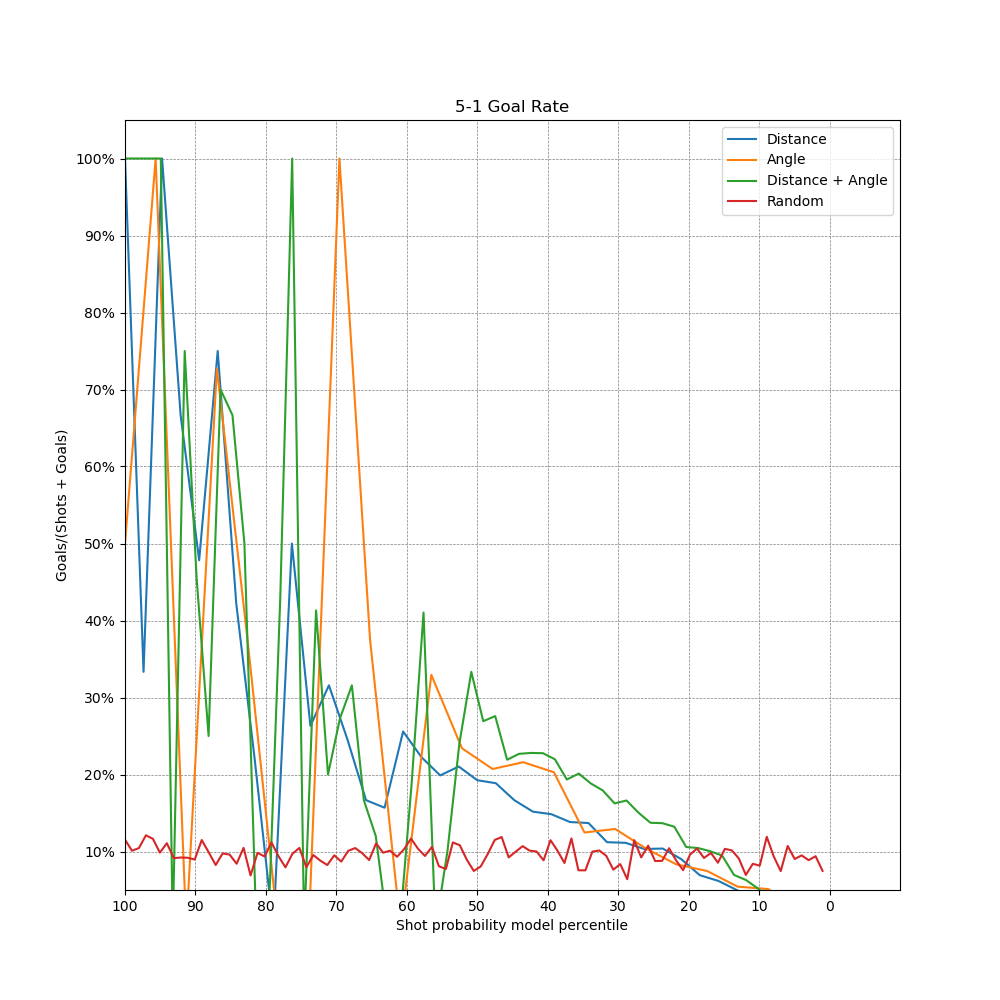 5-1 Goal Rate
Distance
Angle
Distance + Angle
Random
Goals/(Shots + Goals)
100%
90%
80%
70%
60%
50%
40%
30%
20%
10%
100 90 80 70 60 50 40 30 20 10 0
Shot probability model percentile